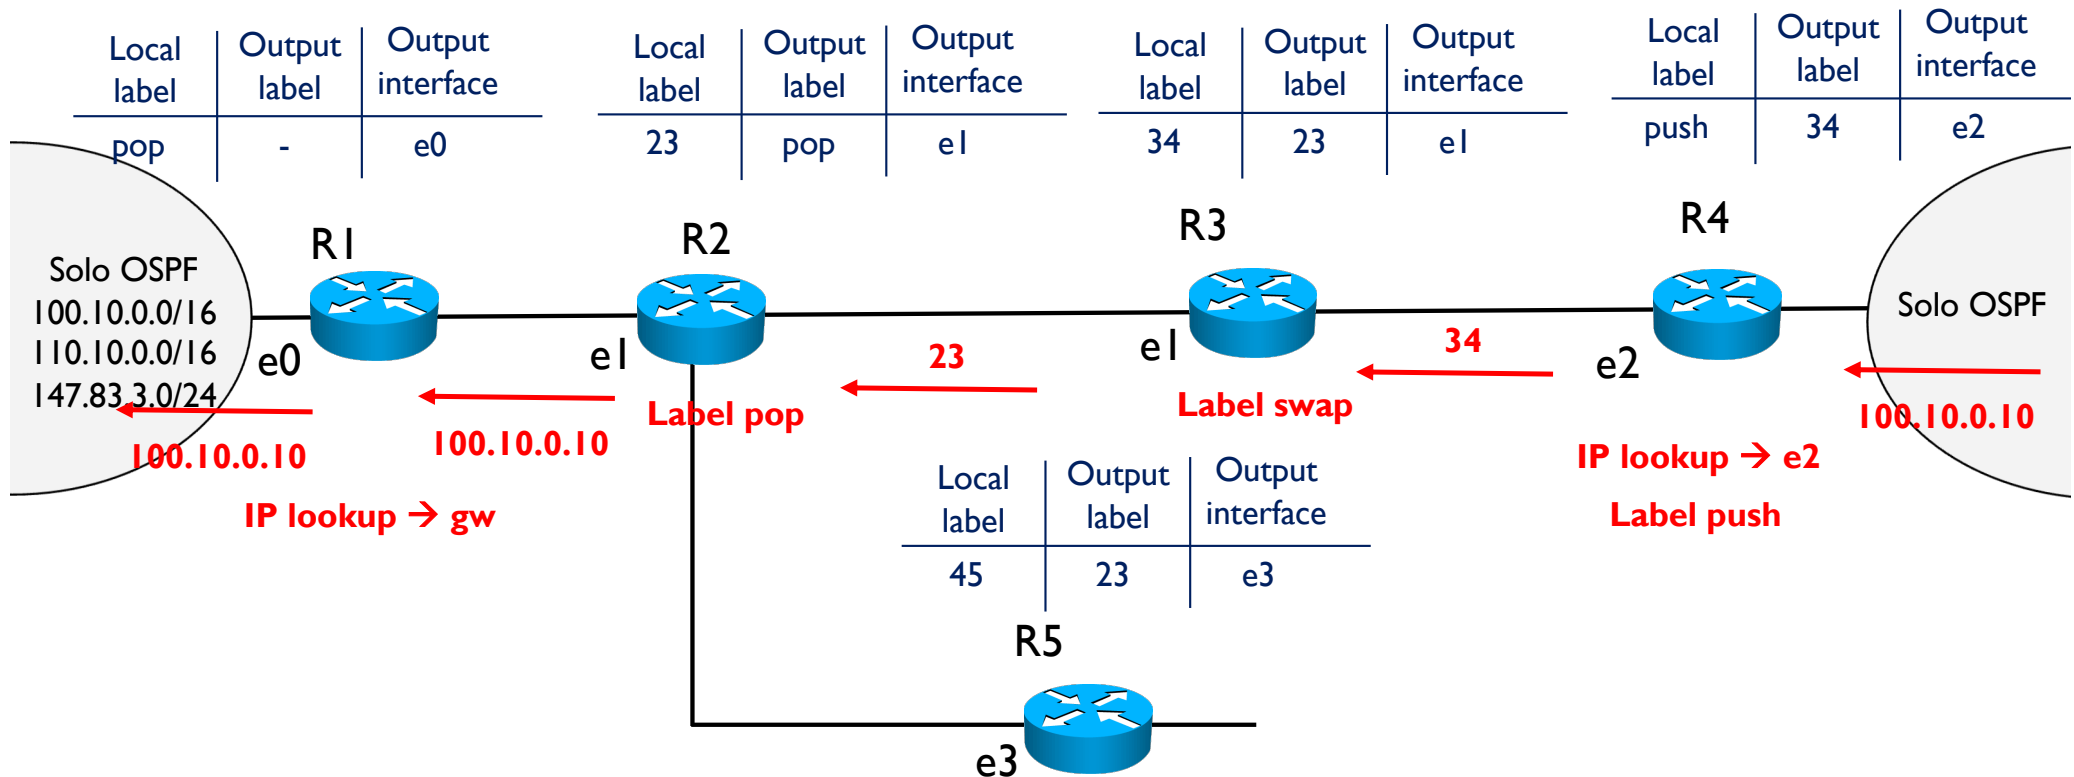 Local label
Output label
Output interface
pop
-
e0
Local label
Output label
Output interface
23
pop
e1
Local label
Output label
Output interface
34
23
e1
Local label
Output label
Output interface
push
34
e2
R1
R2
R3
R4
Solo OSPF
100.10.0.0/16
110.10.0.0/16
147.83.3.0/24
e0
e1
e1
e2
Solo OSPF
23
34
100.10.0.10
100.10.0.10
100.10.0.10
Label pop
Label swap
IP lookup → gw
IP lookup → e2
Label push
Local label
Output label
Output interface
45
23
e3
R5
e3